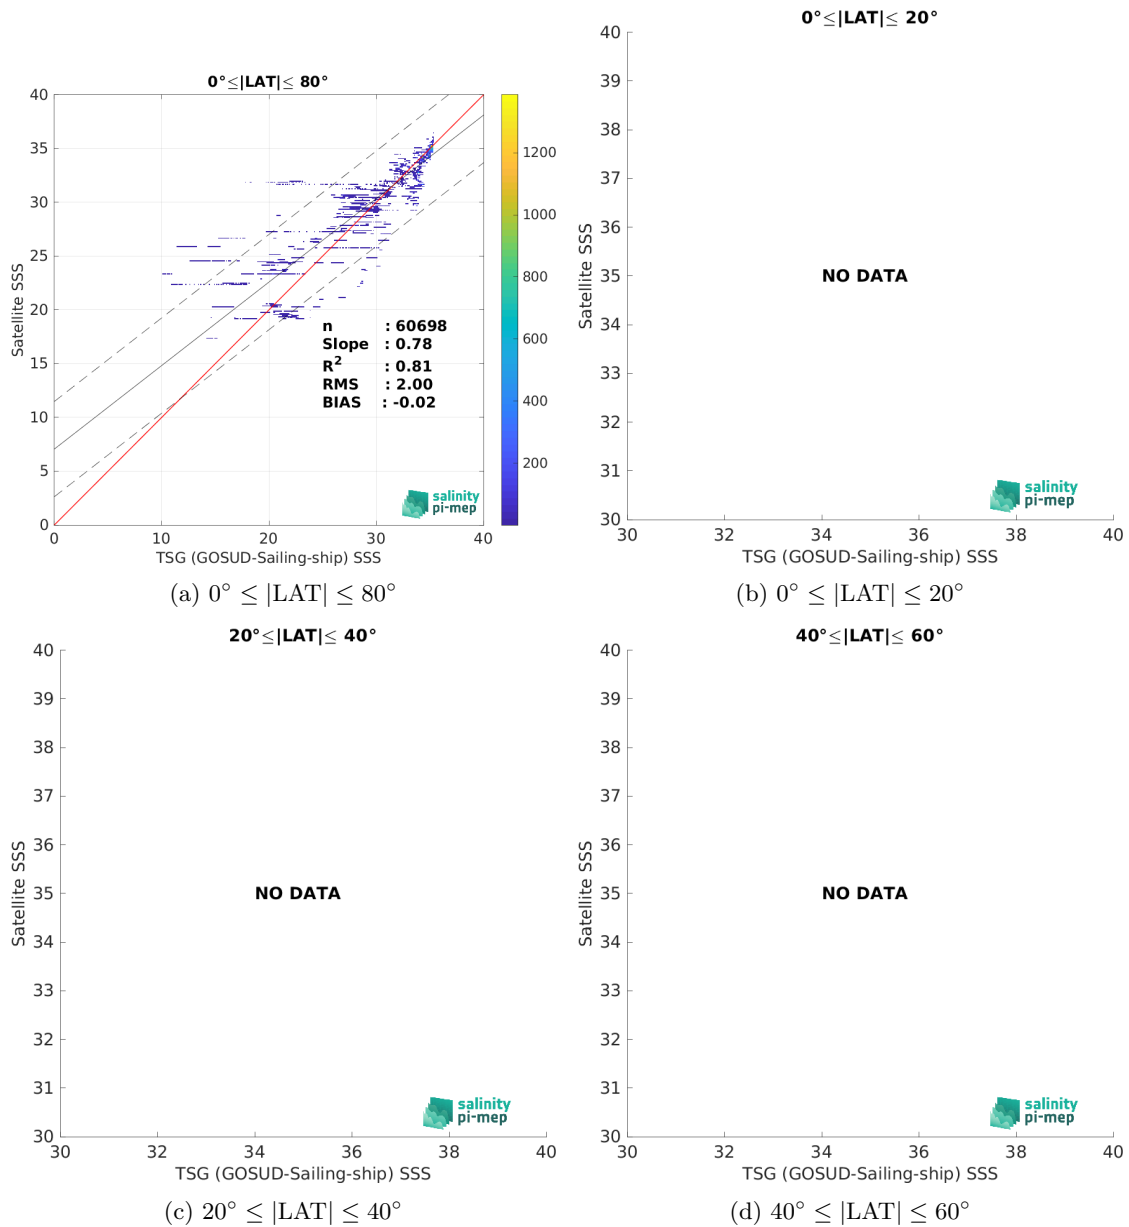 0°≤|LAT|≤ 80°
40
35
30
25
20
15
10
5
0
Satellite SSS
0
10
20
30
40
TSG (GOSUD-Sailing-ship) SSS
n : 60698
Slope : 0.78
R² : 0.81
RMS : 2.00
BIAS : -0.02
salinity
pi-mep
1200
1000
800
600
400
200
(a) 0° ≤ |LAT| ≤ 80°
0°≤|LAT|≤ 20°
40
39
38
37
36
35
34
33
32
31
30
Satellite SSS
NO DATA
salinity
pi-mep
30
32
34
36
38
40
TSG (GOSUD-Sailing-ship) SSS
(b) 0° ≤ |LAT| ≤ 20°
20°≤|LAT|≤ 40°
40
39
38
37
36
35
34
33
32
31
30
Satellite SSS
NO DATA
salinity
pi-mep
30
32
34
36
38
40
TSG (GOSUD-Sailing-ship) SSS
(c) 20° ≤ |LAT| ≤ 40°
40°≤|LAT|≤ 60°
40
39
38
37
36
35
34
33
32
31
30
Satellite SSS
NO DATA
salinity
pi-mep
30
32
34
36
38
40
TSG (GOSUD-Sailing-ship) SSS
(d) 40° ≤ |LAT| ≤ 60°